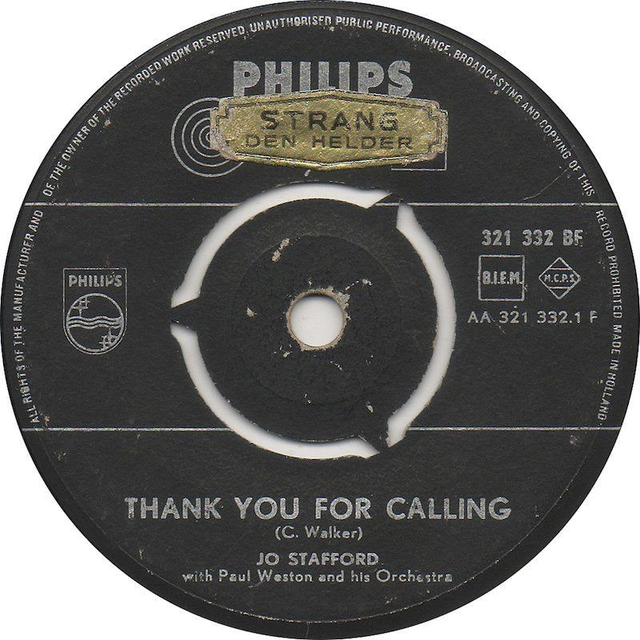 ALL RIGHTS OF THE MANUFACTURER AND OF THE OWNER OF THE RECORDED WORK RESERVED, UNAUTHORISED PUBLIC PERFORMANCE, BROADCASTING AND COPYING OF THIS RECORD PROHIBITED. MADE IN HOLLAND
PHILIPS
STRANG
DEN HELDER
321 332 BF
PHILIPS
B.I.E.M.
M.C.P.S.
AA 321 332.1 F
THANK YOU FOR CALLING
(C. Walker)
JO STAFFORD
with Paul Weston and his Orchestra